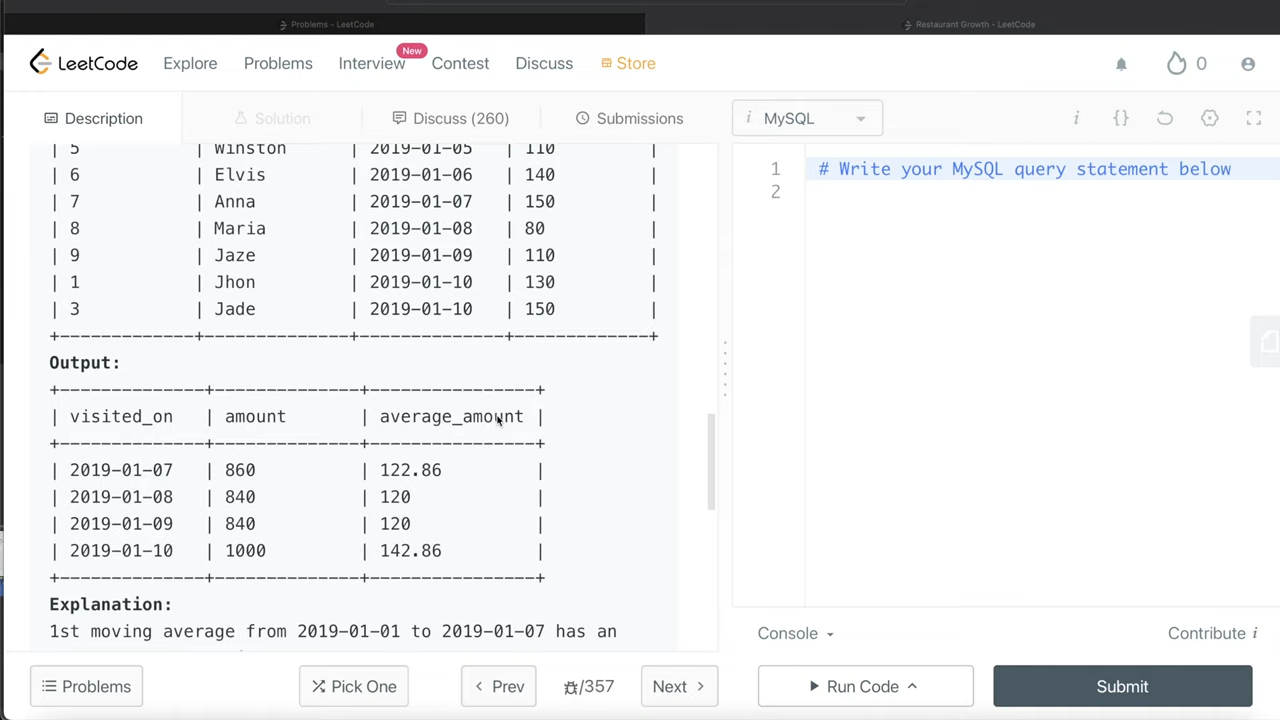 Problems - LeetCode
Restaurant Growth - LeetCode
LeetCode Explore Problems Interview New Contest Discuss Store 0
Description Solution Discuss (260) Submissions i MySQL i {}
| 5 | Winston | 2019-01-05 | 110 |
| 6 | Elvis | 2019-01-06 | 140 |
| 7 | Anna | 2019-01-07 | 150 |
| 8 | Maria | 2019-01-08 | 80 |
| 9 | Jaze | 2019-01-09 | 110 |
| 1 | Jhon | 2019-01-10 | 130 |
| 3 | Jade | 2019-01-10 | 150 |
+-------------+--------------+--------------+-------------+
Output:
+--------------+--------------+----------------+
| visited_on | amount | average_amount |
+--------------+--------------+----------------+
| 2019-01-07 | 860 | 122.86 |
| 2019-01-08 | 840 | 120 |
| 2019-01-09 | 840 | 120 |
| 2019-01-10 | 1000 | 142.86 |
+--------------+--------------+----------------+
Explanation:
1st moving average from 2019-01-01 to 2019-01-07 has an
1 # Write your MySQL query statement below
2
Console Contribute i
Problems Pick One < Prev /357 Next > Run Code Submit